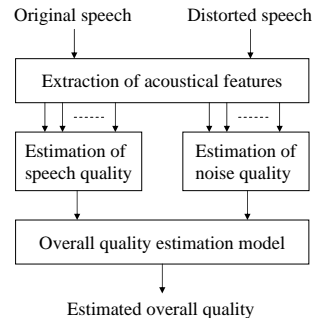 Original speech
Distorted speech
Extraction of acoustical features
Estimation of
speech quality
Estimation of
noise quality
Overall quality estimation model
Estimated overall quality